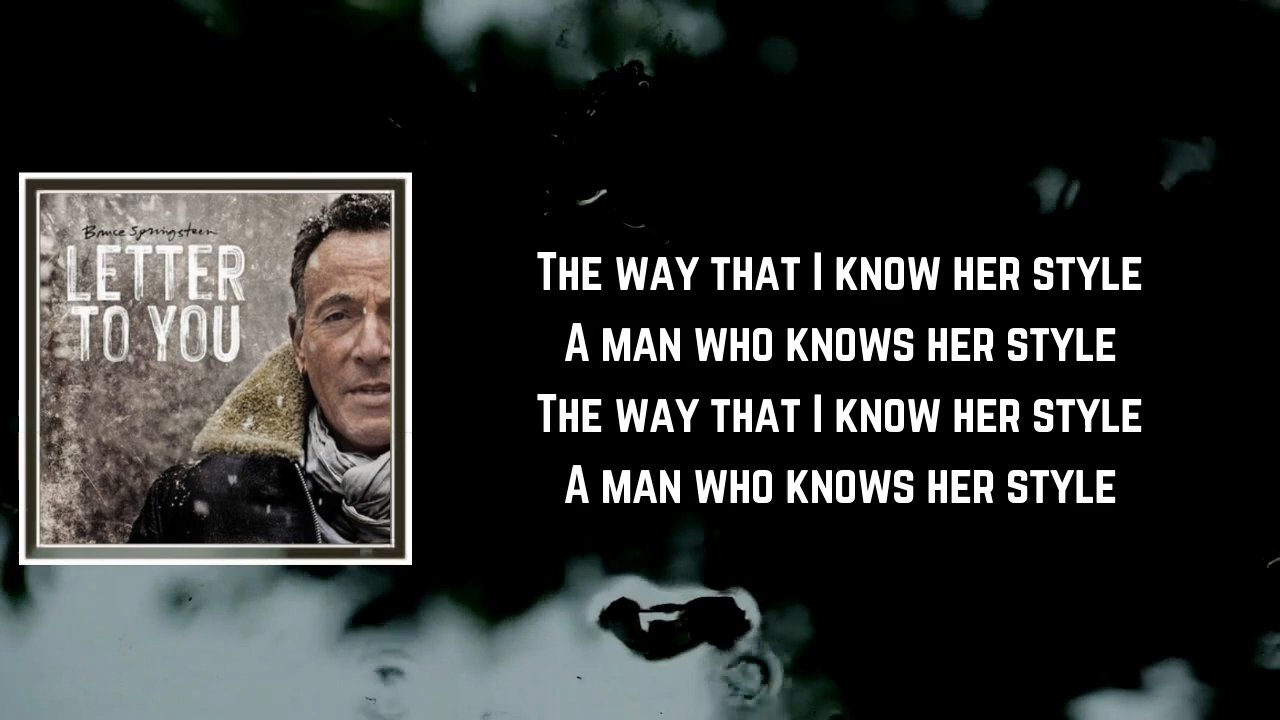 Bruce Springsteen
LETTER
TO YOU
The way that I know her style
A man who knows her style
The way that I know her style
A man who knows her style